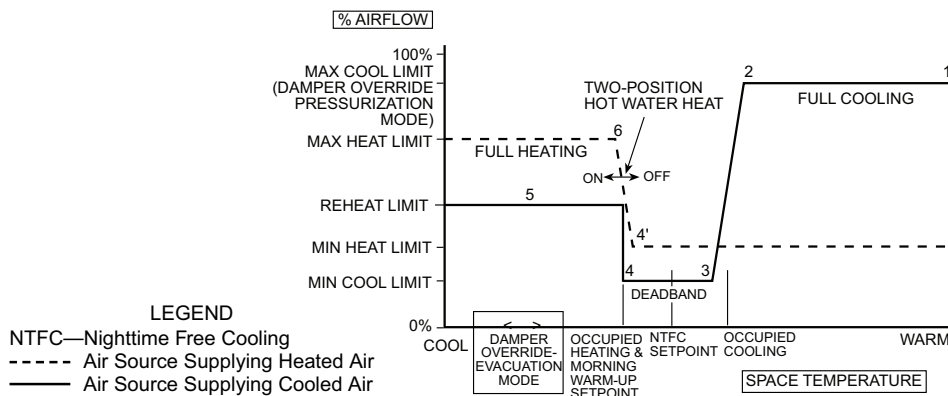 % AIRFLOW
100%
MAX COOL LIMIT
(DAMPER OVERRIDE
PRESSURIZATION
MODE)
MAX HEAT LIMIT
REHEAT LIMIT
MIN HEAT LIMIT
MIN COOL LIMIT
0%
TWO-POSITION
HOT WATER HEAT
2
1
FULL COOLING
6
FULL HEATING
ON
OFF
5
4'
4
3
DEADBAND
COOL
< >
DAMPER
OVERRIDE-
EVACUATION
MODE
OCCUPIED
HEATING &
MORNING
WARM-UP
SETPOINT
NTFC
SETPOINT
OCCUPIED
COOLING
WARM
SPACE TEMPERATURE
LEGEND
NTFC—Nighttime Free Cooling
Air Source Supplying Heated Air
Air Source Supplying Cooled Air